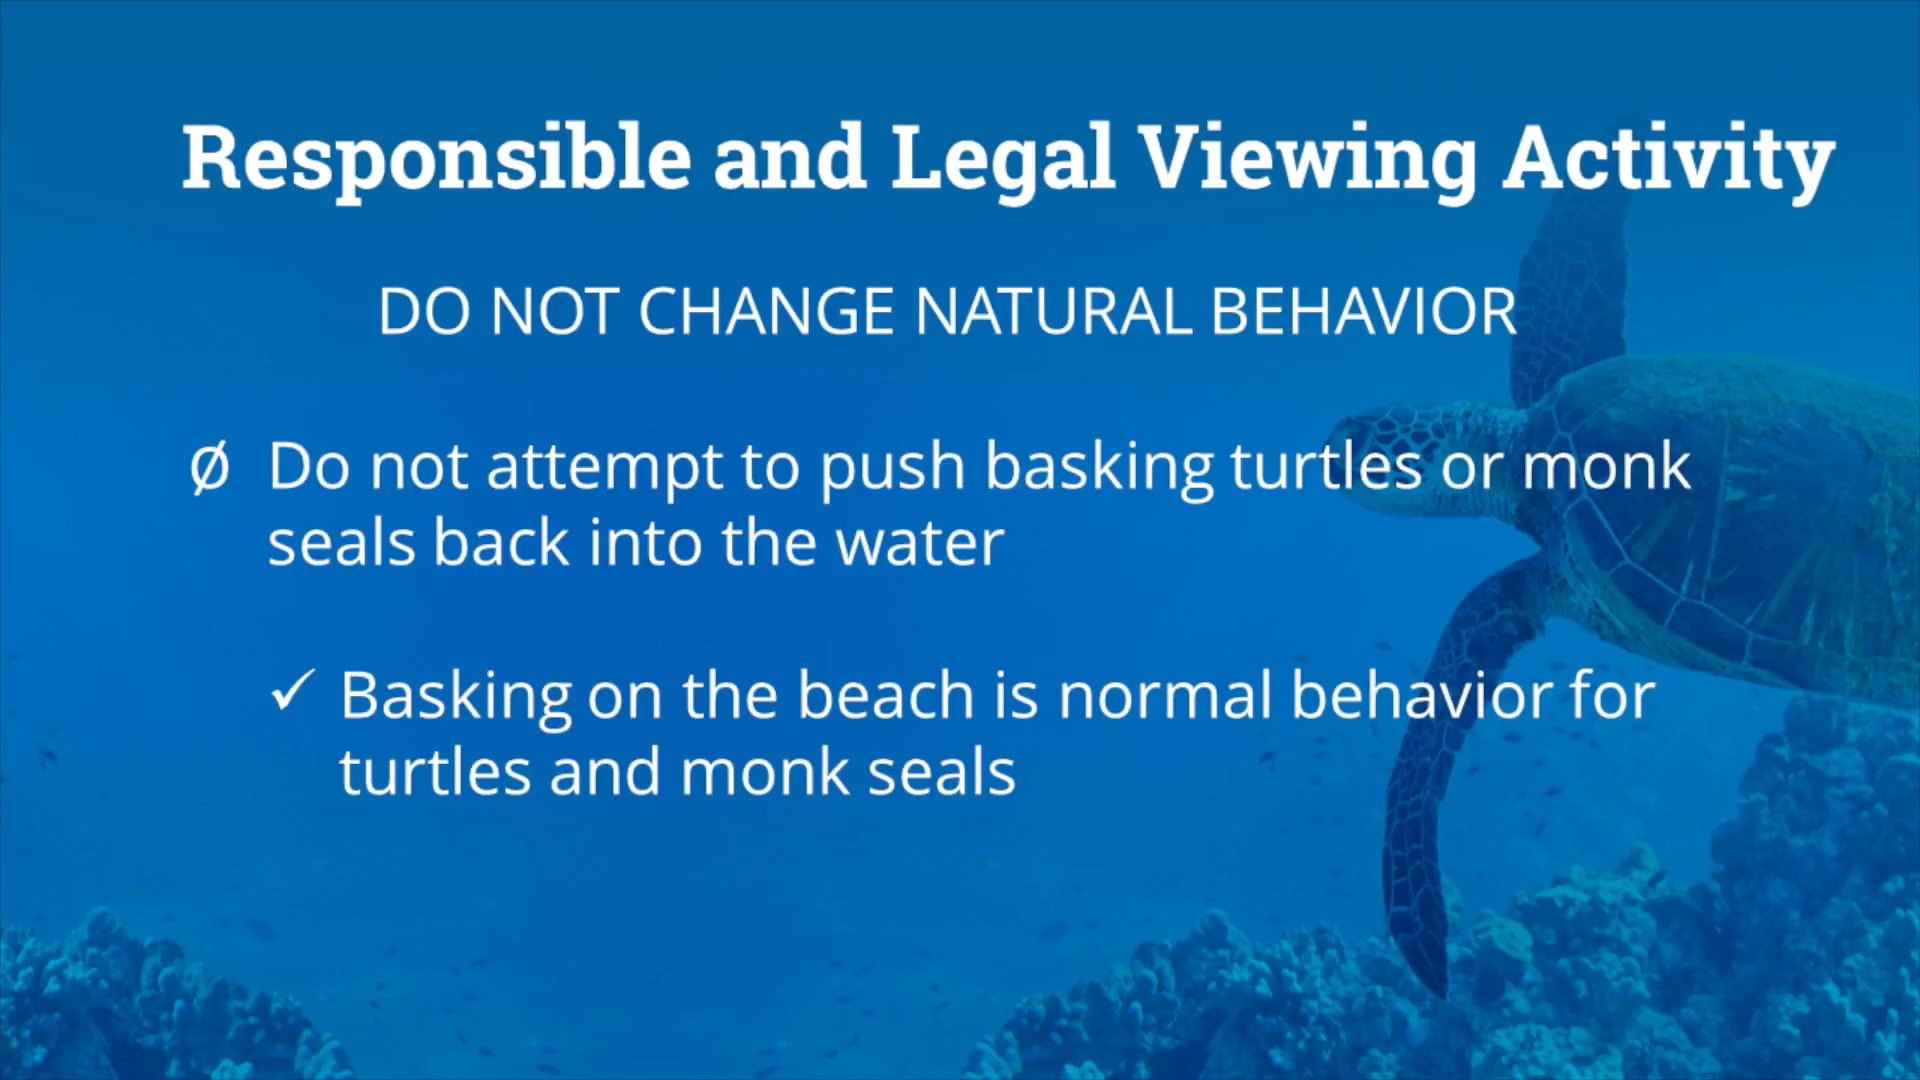 Responsible and Legal Viewing Activity
DO NOT CHANGE NATURAL BEHAVIOR
Ø Do not attempt to push basking turtles or monk
seals back into the water
✓ Basking on the beach is normal behavior for
turtles and monk seals